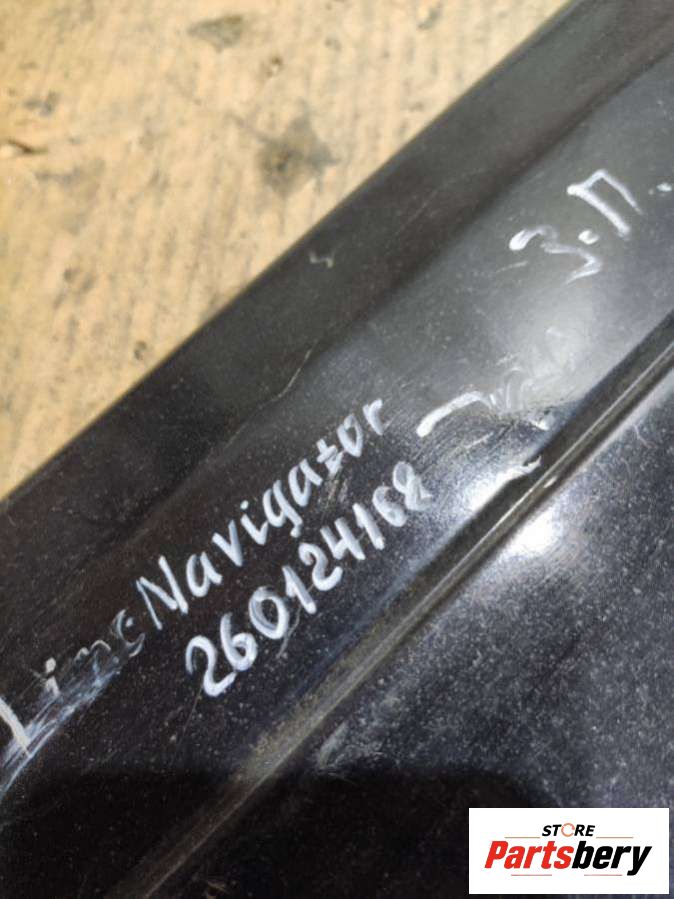 З.П.
Linc Navigator
260124168
STORE
Partsbery